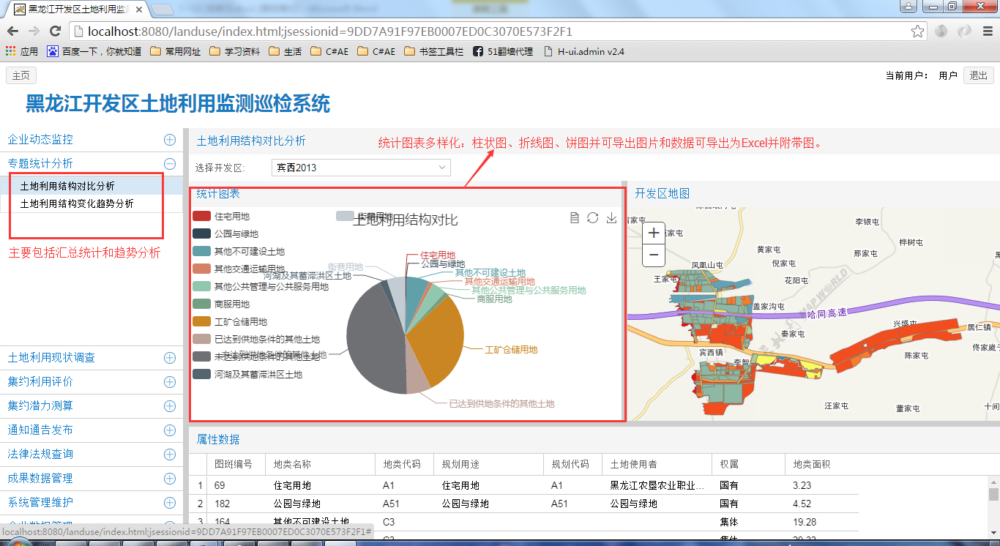 黑龙江开发区土地利用监测
localhost:8080/landuse/index.html;jsessionid=9DD7A91F97EB0007ED0C3070E573F2F1
应用 百度一下，你就知道 常用网址 学习资料 生活 C#AE C#AE 书签工具栏 51翻墙代理 H-ui.admin v2.4
主页
当前用户： 用户 退出
黑龙江开发区土地利用监测巡检系统
企业动态监控
专题统计分析
土地利用结构对比分析
土地利用结构变化趋势分析
主要包括汇总统计和趋势分析
土地利用现状调查
集约利用评价
集约潜力测算
通知通告发布
法律法规查询
成果数据管理
系统管理维护
土地利用结构对比分析
统计图表多样化：柱状图、折线图、饼图并可导出图片和数据可导出为Excel并附带图。
选择开发区:
宾西2013
统计图表
土地利用结构对比
住宅用地
街巷用地
公园与绿地
其他不可建设土地
其他交通运输用地
其他公共管理与公共服务用地
商服用地
工矿仓储用地
已达到供地条件的其他土地
未达到供地条件的其他土地
河湖及其蓄滞洪区土地
住宅用地
公园与绿地
其他不可建设土地
其他交通运输用地
其他公共管理与公共服务用地
商服用地
工矿仓储用地
已达到供地条件的其他土地
未达到供地条件的其他土地
河湖及其蓄滞洪区土地
街巷用地
开发区地图
+
−
李银屯
桦树屯
黄家屯
邢家屯
倪家屯
凤凰山屯
王家屯
花阳屯
盖家沟屯
哈同高速
MAP WORLD
兴盛屯
居仁镇
秦家屯
宾西镇
李智
陈家屯
佟家崴子
汪家屯
董家屯
十间
属性数据
图斑编号 地类名称 地类代码 规划用途 规划代码 土地使用者 权属 地类面积
1 69 住宅用地 A1 住宅用地 A1 黑龙江农垦农业职业... 国有 3.23
2 182 公园与绿地 A51 公园与绿地 A51 公园与绿地 国有 4.52
3 164 其他不可建设土地 C3 集体 19.28
localhost:8080/landuse/index.html;jsessionid=9DD7A91F97EB0007ED0C3070E573F2F1#